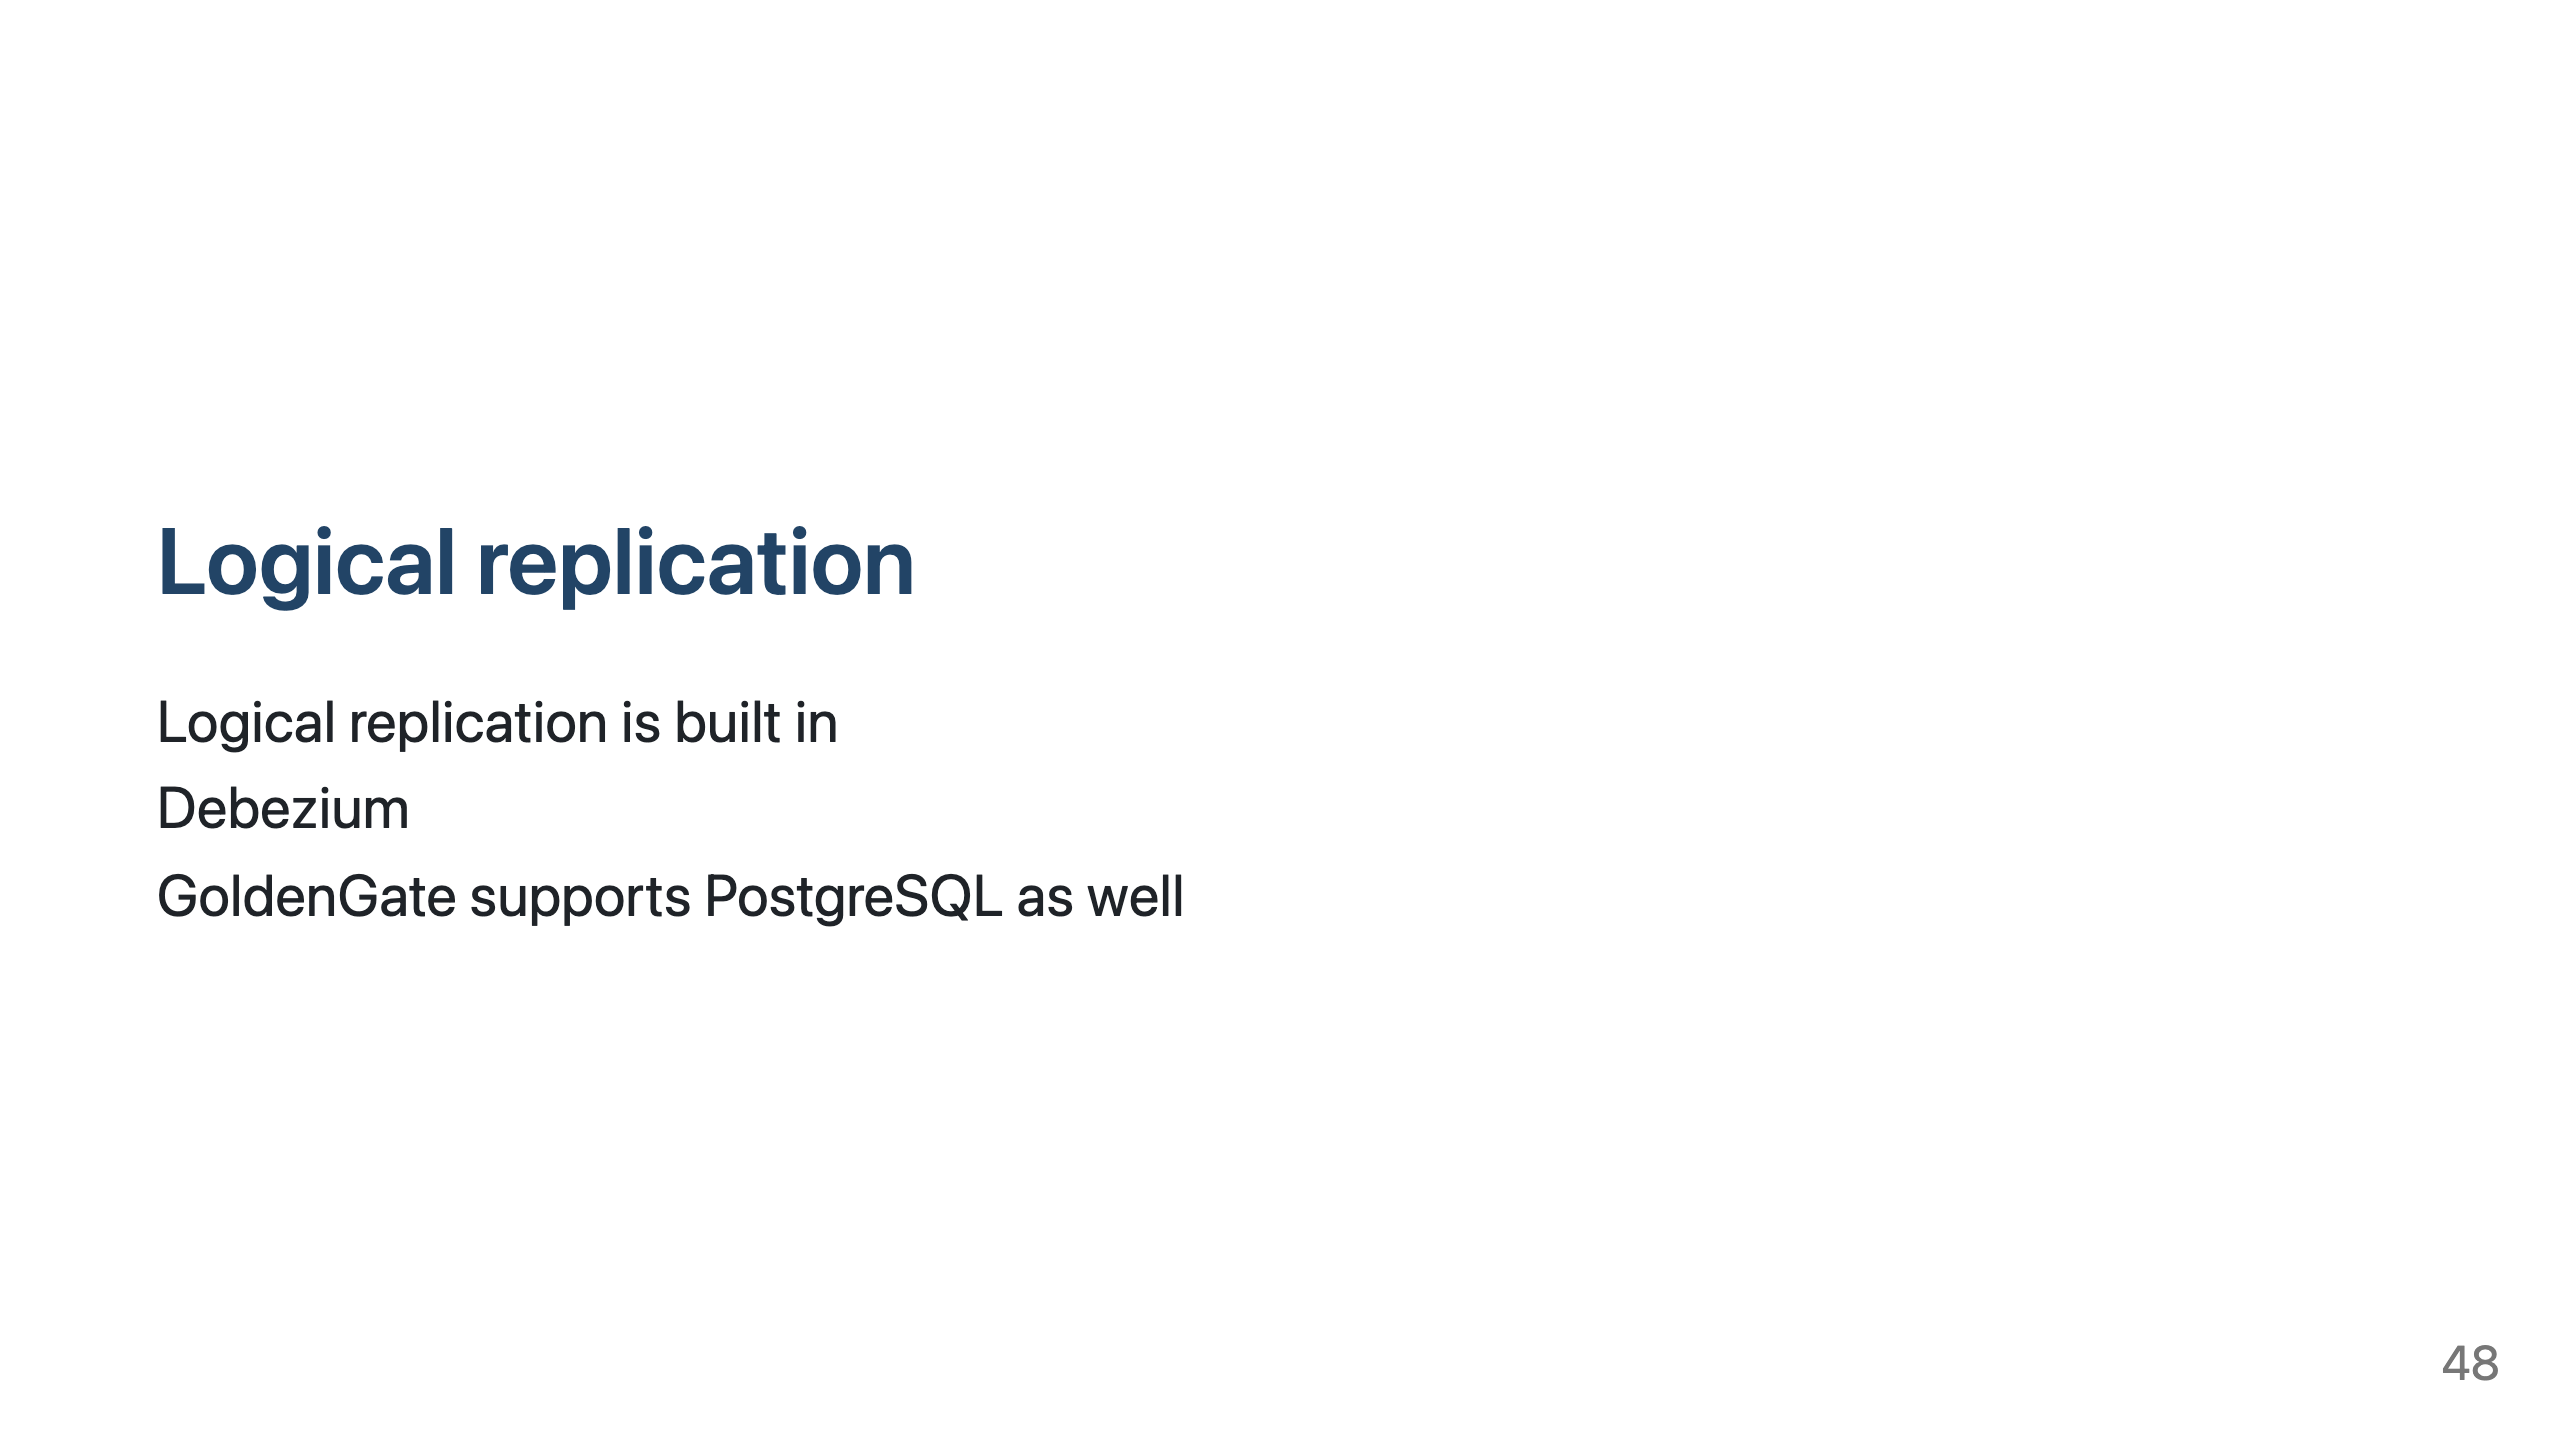 Logical replication
Logical replication is built in
Debezium
GoldenGate supports PostgreSQL as well
48